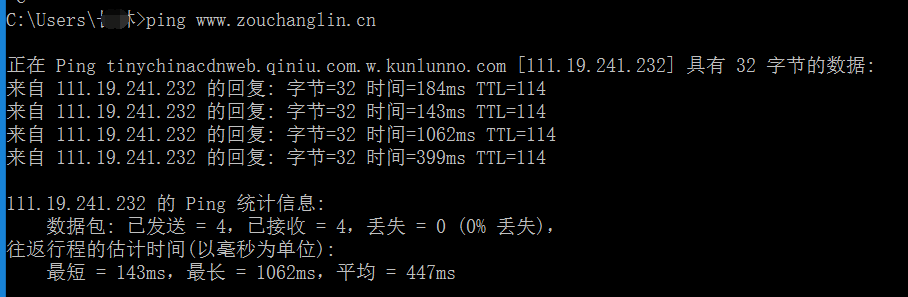 C:\Users\>ping www.zouchanglin.cn
正在 Ping tinychinacdnweb.qiniu.com.w.kunlunno.com [111.19.241.232] 具有 32 字节的数据:
来自 111.19.241.232 的回复: 字节=32 时间=184ms TTL=114
来自 111.19.241.232 的回复: 字节=32 时间=143ms TTL=114
来自 111.19.241.232 的回复: 字节=32 时间=1062ms TTL=114
来自 111.19.241.232 的回复: 字节=32 时间=399ms TTL=114
111.19.241.232 的 Ping 统计信息:
数据包: 已发送 = 4，已接收 = 4，丢失 = 0 (0% 丢失)，
往返行程的估计时间(以毫秒为单位):
最短 = 143ms，最长 = 1062ms，平均 = 447ms